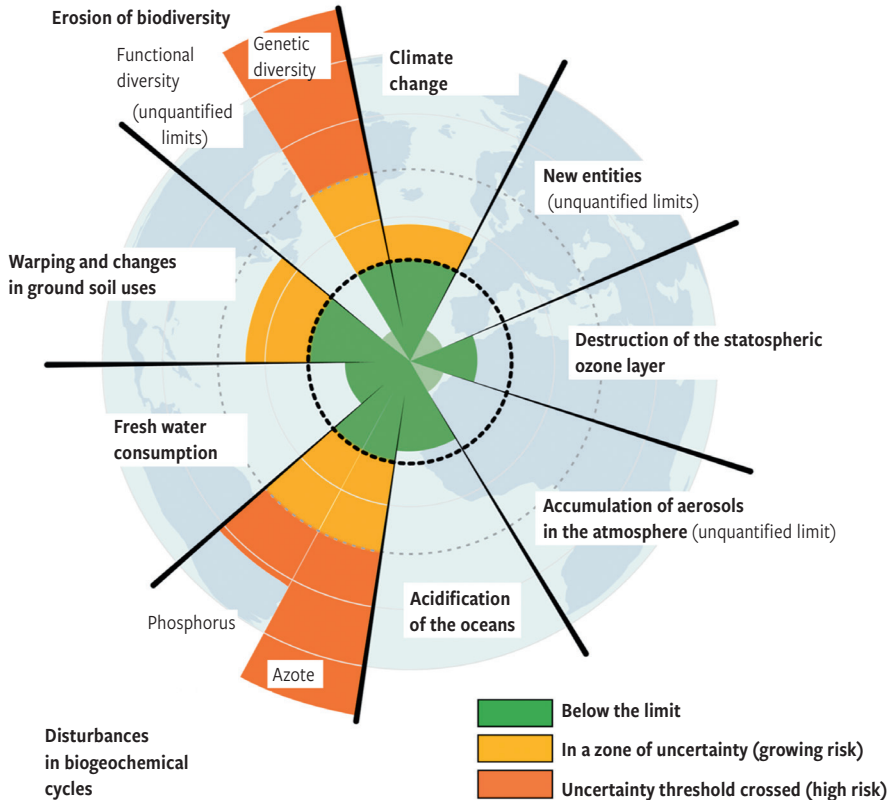 Erosion of biodiversity
Functional
diversity
(unquantified
limits)
Genetic
diversity
Climate
change
New entities
(unquantified limits)
Warping and changes
in ground soil uses
Destruction of the statospheric
ozone layer
Fresh water
consumption
Accumulation of aerosols
in the atmosphere (unquantified limit)
Acidification
of the oceans
Phosphorus
Azote
Disturbances
in biogeochemical
cycles
Below the limit
In a zone of uncertainty (growing risk)
Uncertainty threshold crossed (high risk)